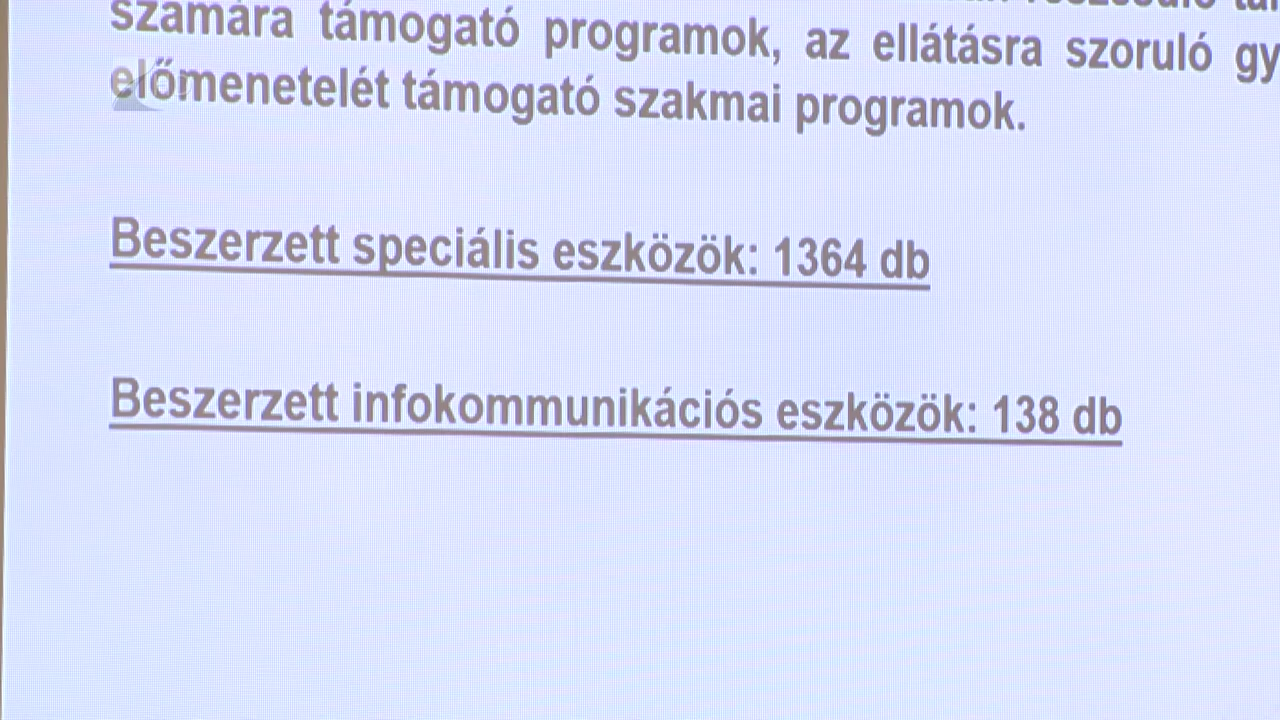 számára támogató programok, az ellátásra szoruló gy
előmenetelét támogató szakmai programok.
Beszerzett speciális eszközök: 1364 db
Beszerzett infokommunikációs eszközök: 138 db